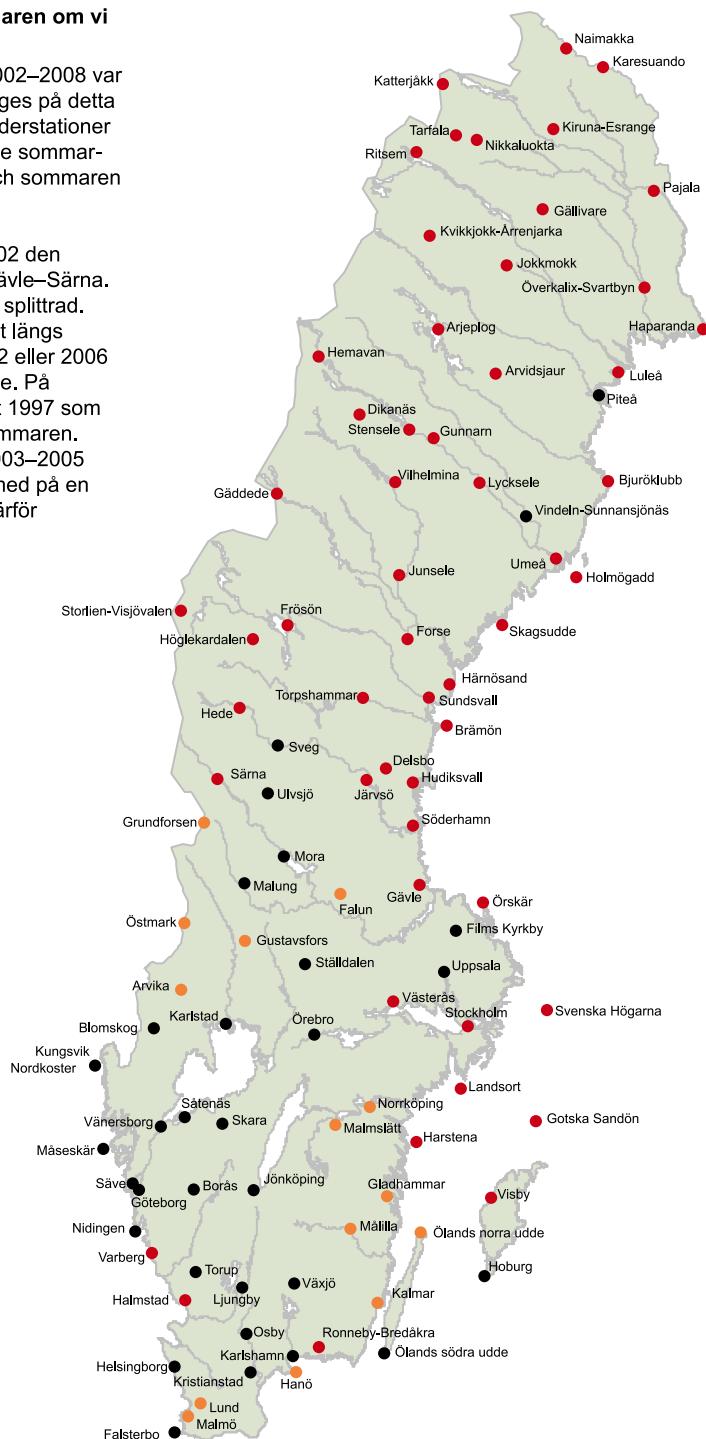 aren om vi
002–2008 var
ges på detta
derstationer
e sommar-
ch sommaren
02 den
ävle–Särna.
splittrad.
t längs
2 eller 2006
e. På
t 1997 som
mmaren.
003–2005
ned på en
ärför
Naimakka
Karesuando
Katterjåkk
Tarfala
Nikkaluokta
Kiruna-Esrange
Ritsem
Pajala
Gällivare
Kvikkjokk-Årrenjarka
Jokkmokk
Överkalix-Svartbyn
Arjeplog
Haparanda
Hemavan
Arvidsjaur
Luleå
Piteå
Dikanäs
Stensele
Gunnarn
Vilhelmina
Lycksele
Bjuröklubb
Gäddede
Vindeln-Sunnansjönäs
Umeå
Junsele
Holmögadd
Storlien-Visjövalen
Frösön
Höglekardalen
Forse
Skagsudde
Härnösand
Torpshammar
Sundsvall
Hede
Brämön
Sveg
Delsbo
Särna
Järvsö
Hudiksvall
Ulvsjö
Grundforsen
Söderhamn
Mora
Malung
Falun
Gävle
Örskär
Östmark
Films Kyrkby
Gustavsfors
Ställdalen
Uppsala
Arvika
Västerås
Svenska Högarna
Karlstad
Örebro
Stockholm
Blomskog
Kungsvik
Nordkoster
Landsort
Såtenäs
Norrköping
Vänersborg
Skara
Malmslätt
Gotska Sandön
Måseskär
Harstena
Säve
Göteborg
Borås
Jönköping
Gladhammar
Visby
Nidingen
Målilla
Ölands norra udde
Varberg
Torup
Hoburg
Ljungby
Växjö
Halmstad
Kalmar
Osby
Ronneby-Bredåkra
Karlshamn
Ölands södra udde
Helsingborg
Kristianstad
Hanö
Lund
Malmö
Falsterbo